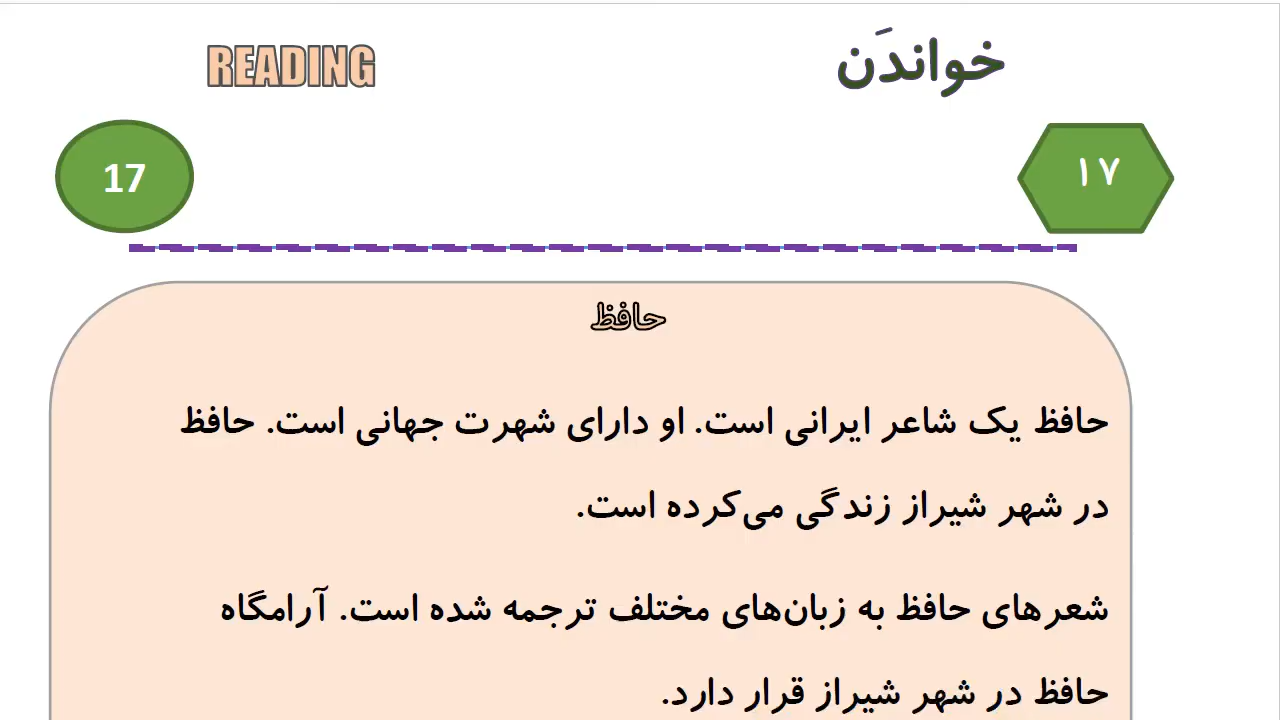 READING
خواندَن
17
۱۷
حافظ
حافظ یک شاعر ایرانی است. او دارای شهرت جهانی است. حافظ
در شهر شیراز زندگی می‌کرده است.
شعرهای حافظ به زبان‌های مختلف ترجمه شده است. آرامگاه
حافظ در شهر شیراز قرار دارد.